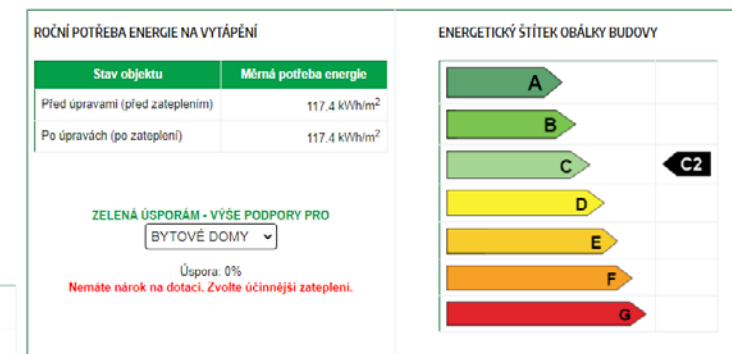 ROČNÍ POTŘEBA ENERGIE NA VYTÁPĚNÍ
Stav objektu Měrná potřeba energie
Před úpravami (před zateplením) 117.4 kWh/m²
Po úpravách (po zateplení) 117.4 kWh/m²
ZELENÁ ÚSPORÁM - VÝŠE PODPORY PRO
BYTOVÉ DOMY
Úspora: 0%
Nemáte nárok na dotaci. Zvolte účinnější zateplení.
ENERGETICKÝ ŠTÍTEK OBÁLKY BUDOVY
A
B
C C2
D
E
F
G